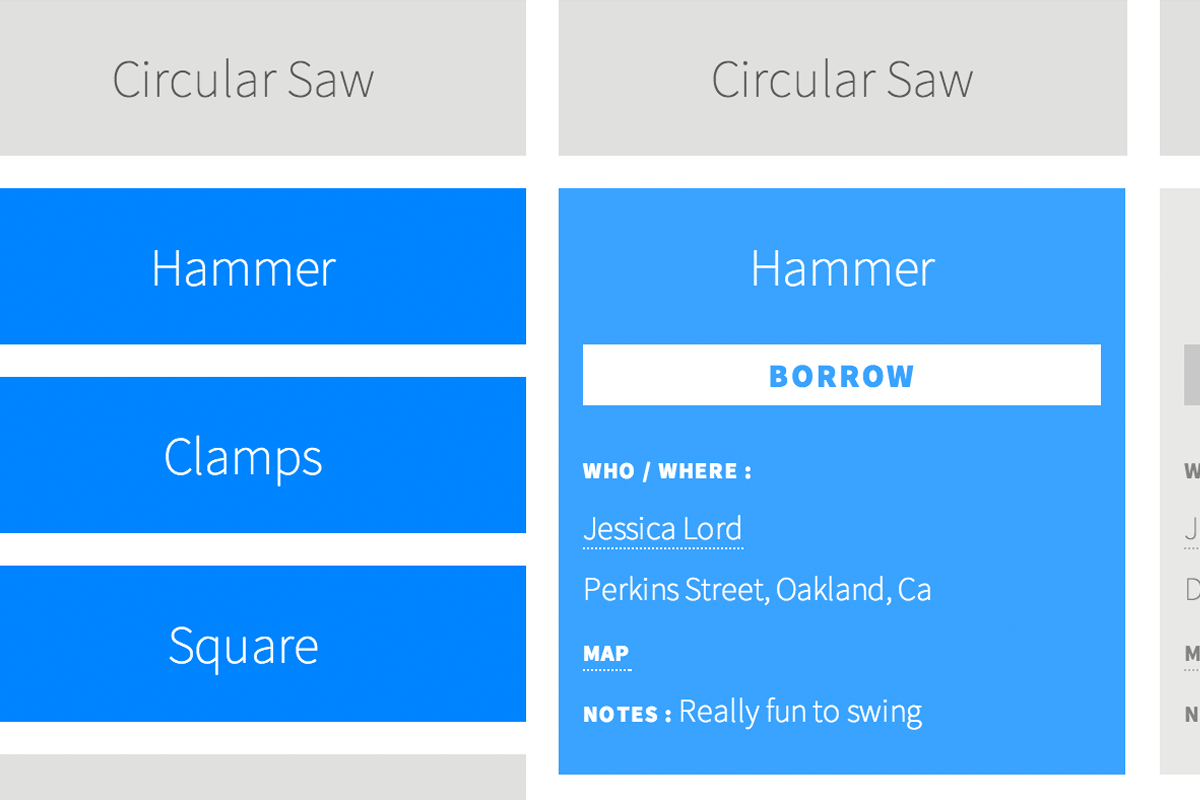 Circular Saw
Hammer
Clamps
Square
Circular Saw
Hammer
BORROW
WHO / WHERE :
Jessica Lord
Perkins Street, Oakland, Ca
MAP
NOTES : Really fun to swing